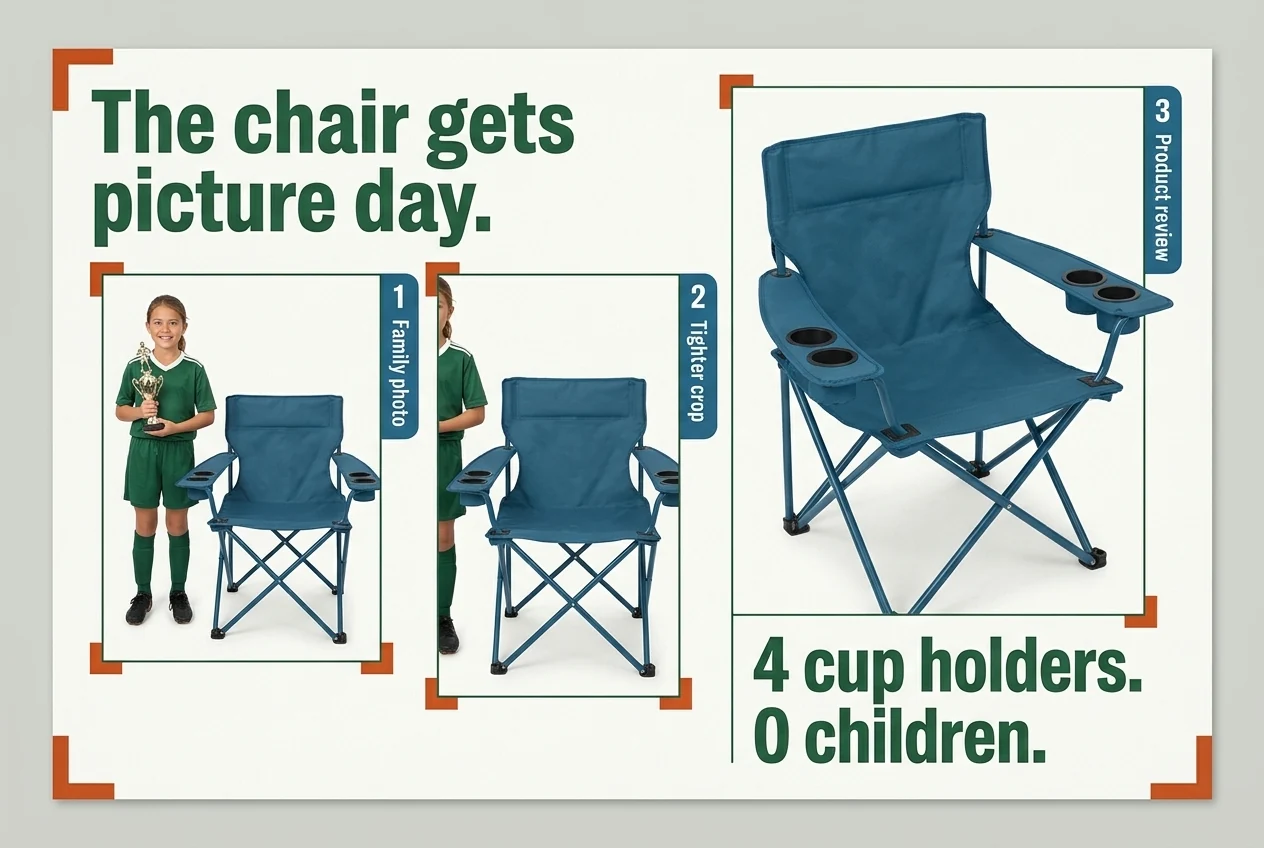 The chair gets
picture day.
1 Family photo
2 Tighter crop
3 Product review
4 cup holders.
0 children.